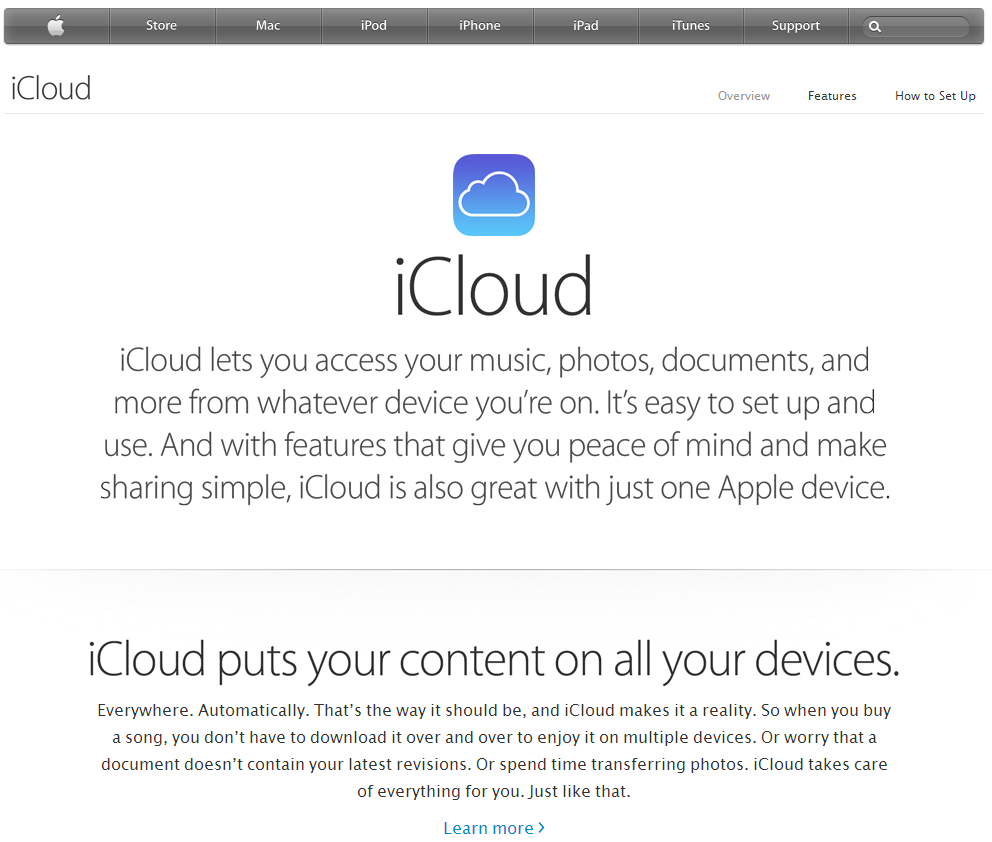 Store Mac iPod iPhone iPad iTunes Support
iCloud
Overview Features How to Set Up
iCloud
iCloud lets you access your music, photos, documents, and
more from whatever device you’re on. It’s easy to set up and
use. And with features that give you peace of mind and make
sharing simple, iCloud is also great with just one Apple device.
iCloud puts your content on all your devices.
Everywhere. Automatically. That’s the way it should be, and iCloud makes it a reality. So when you buy
a song, you don’t have to download it over and over to enjoy it on multiple devices. Or worry that a
document doesn’t contain your latest revisions. Or spend time transferring photos. iCloud takes care
of everything for you. Just like that.
Learn more ›